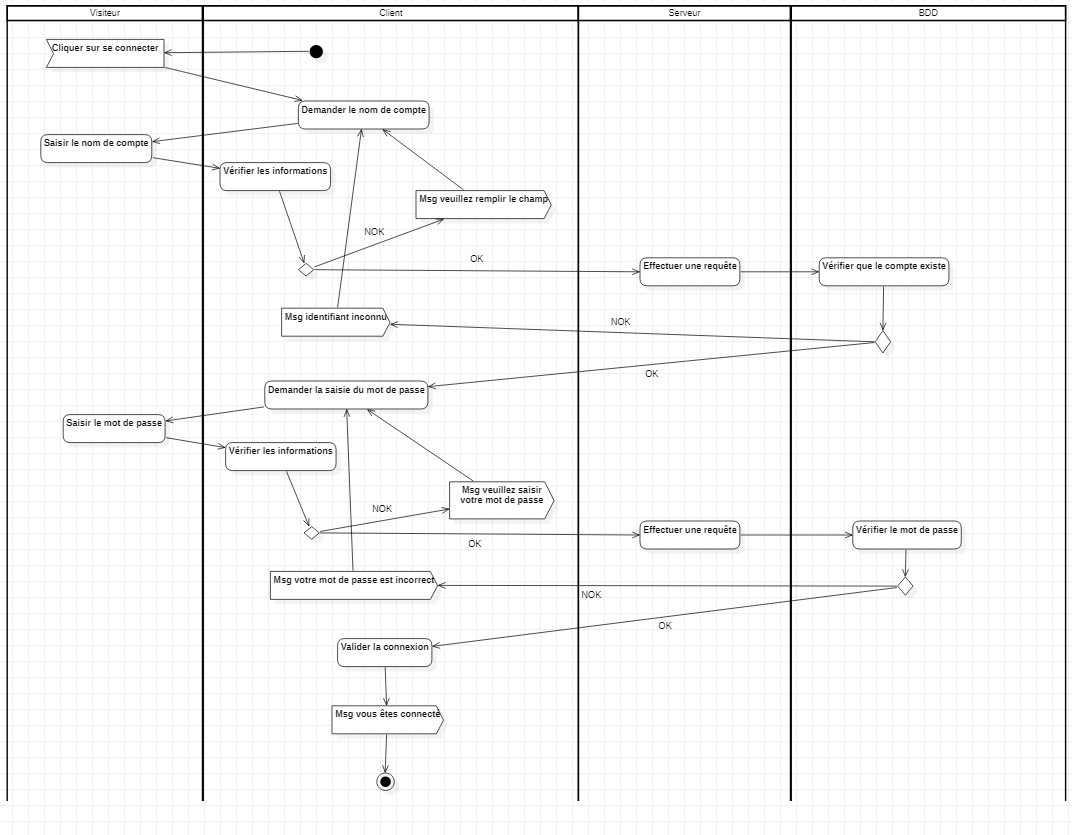 Visiteur
Client
Serveur
BDD
Cliquer sur se connecter
Demander le nom de compte
Saisir le nom de compte
Vérifier les informations
Msg veuillez remplir le champ
NOK
OK
Effectuer une requête
Vérifier que le compte existe
Msg identifiant inconnu
NOK
OK
Demander la saisie du mot de passe
Saisir le mot de passe
Vérifier les informations
Msg veuillez saisir
votre mot de passe
NOK
OK
Effectuer une requête
Vérifier le mot de passe
Msg votre mot de passe est incorrect
NOK
OK
Valider la connexion
Msg vous êtes connecté